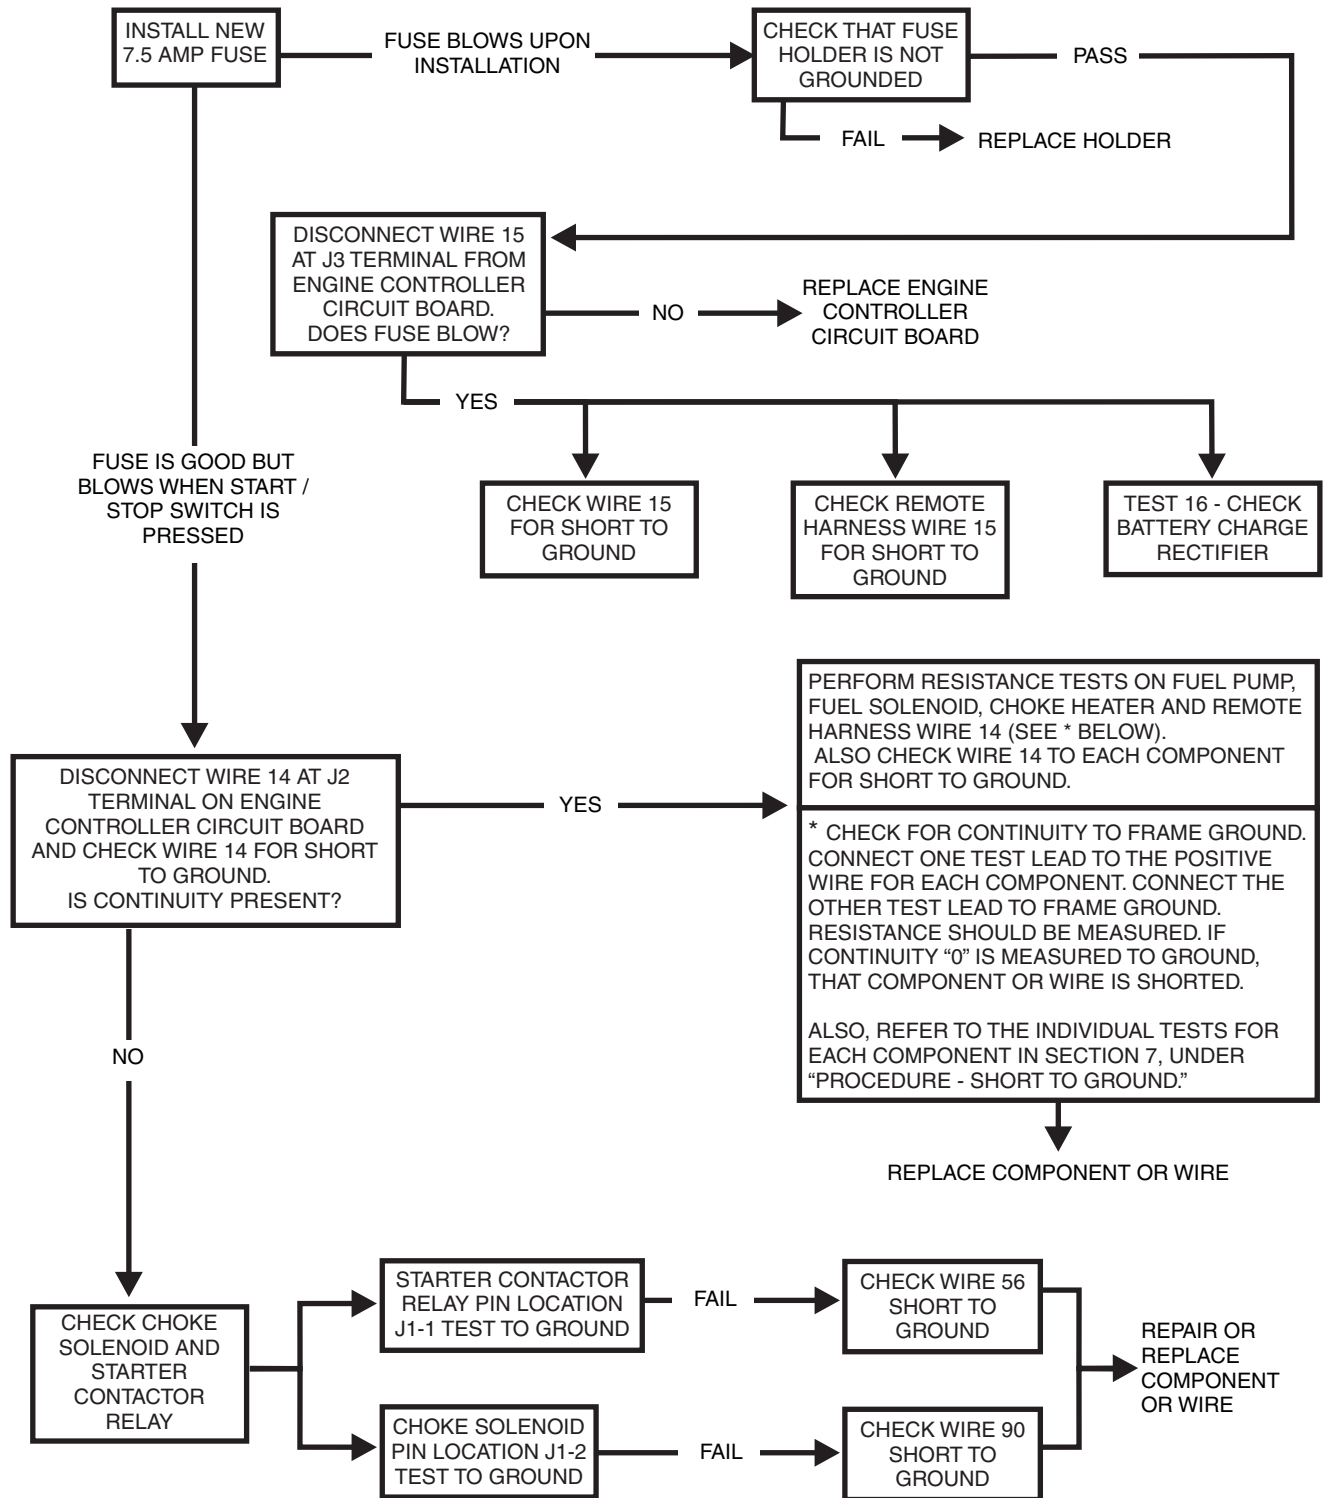 INSTALL NEW
7.5 AMP FUSE
FUSE BLOWS UPON
INSTALLATION
CHECK THAT FUSE
HOLDER IS NOT
GROUNDED
PASS
FAIL
REPLACE HOLDER
DISCONNECT WIRE 15
AT J3 TERMINAL FROM
ENGINE CONTROLLER
CIRCUIT BOARD.
DOES FUSE BLOW?
NO
REPLACE ENGINE
CONTROLLER
CIRCUIT BOARD
YES
FUSE IS GOOD BUT
BLOWS WHEN START /
STOP SWITCH IS
PRESSED
CHECK WIRE 15
FOR SHORT TO
GROUND
CHECK REMOTE
HARNESS WIRE 15
FOR SHORT TO
GROUND
TEST 16 - CHECK
BATTERY CHARGE
RECTIFIER
DISCONNECT WIRE 14 AT J2
TERMINAL ON ENGINE
CONTROLLER CIRCUIT BOARD
AND CHECK WIRE 14 FOR SHORT
TO GROUND.
IS CONTINUITY PRESENT?
YES
PERFORM RESISTANCE TESTS ON FUEL PUMP,
FUEL SOLENOID, CHOKE HEATER AND REMOTE
HARNESS WIRE 14 (SEE * BELOW).
ALSO CHECK WIRE 14 TO EACH COMPONENT
FOR SHORT TO GROUND.
* CHECK FOR CONTINUITY TO FRAME GROUND.
CONNECT ONE TEST LEAD TO THE POSITIVE
WIRE FOR EACH COMPONENT. CONNECT THE
OTHER TEST LEAD TO FRAME GROUND.
RESISTANCE SHOULD BE MEASURED. IF
CONTINUITY “0” IS MEASURED TO GROUND,
THAT COMPONENT OR WIRE IS SHORTED.
ALSO, REFER TO THE INDIVIDUAL TESTS FOR
EACH COMPONENT IN SECTION 7, UNDER
“PROCEDURE - SHORT TO GROUND.”
REPLACE COMPONENT OR WIRE
NO
CHECK CHOKE
SOLENOID AND
STARTER
CONTACTOR
RELAY
STARTER CONTACTOR
RELAY PIN LOCATION
J1-1 TEST TO GROUND
FAIL
CHECK WIRE 56
SHORT TO
GROUND
CHOKE SOLENOID
PIN LOCATION J1-2
TEST TO GROUND
FAIL
CHECK WIRE 90
SHORT TO
GROUND
REPAIR OR
REPLACE
COMPONENT
OR WIRE